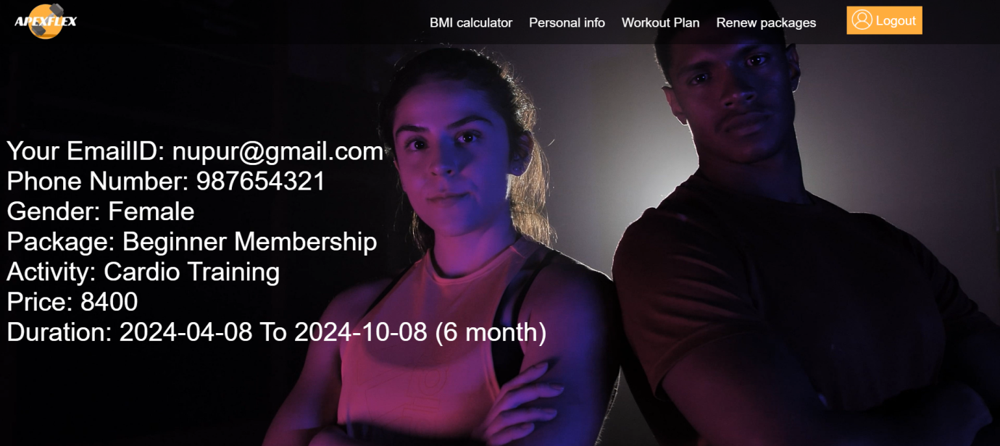 APEXFLEX
BMI calculator Personal info Workout Plan Renew packages Logout
Your EmailID: nupur@gmail.com
Phone Number: 987654321
Gender: Female
Package: Beginner Membership
Activity: Cardio Training
Price: 8400
Duration: 2024-04-08 To 2024-10-08 (6 month)